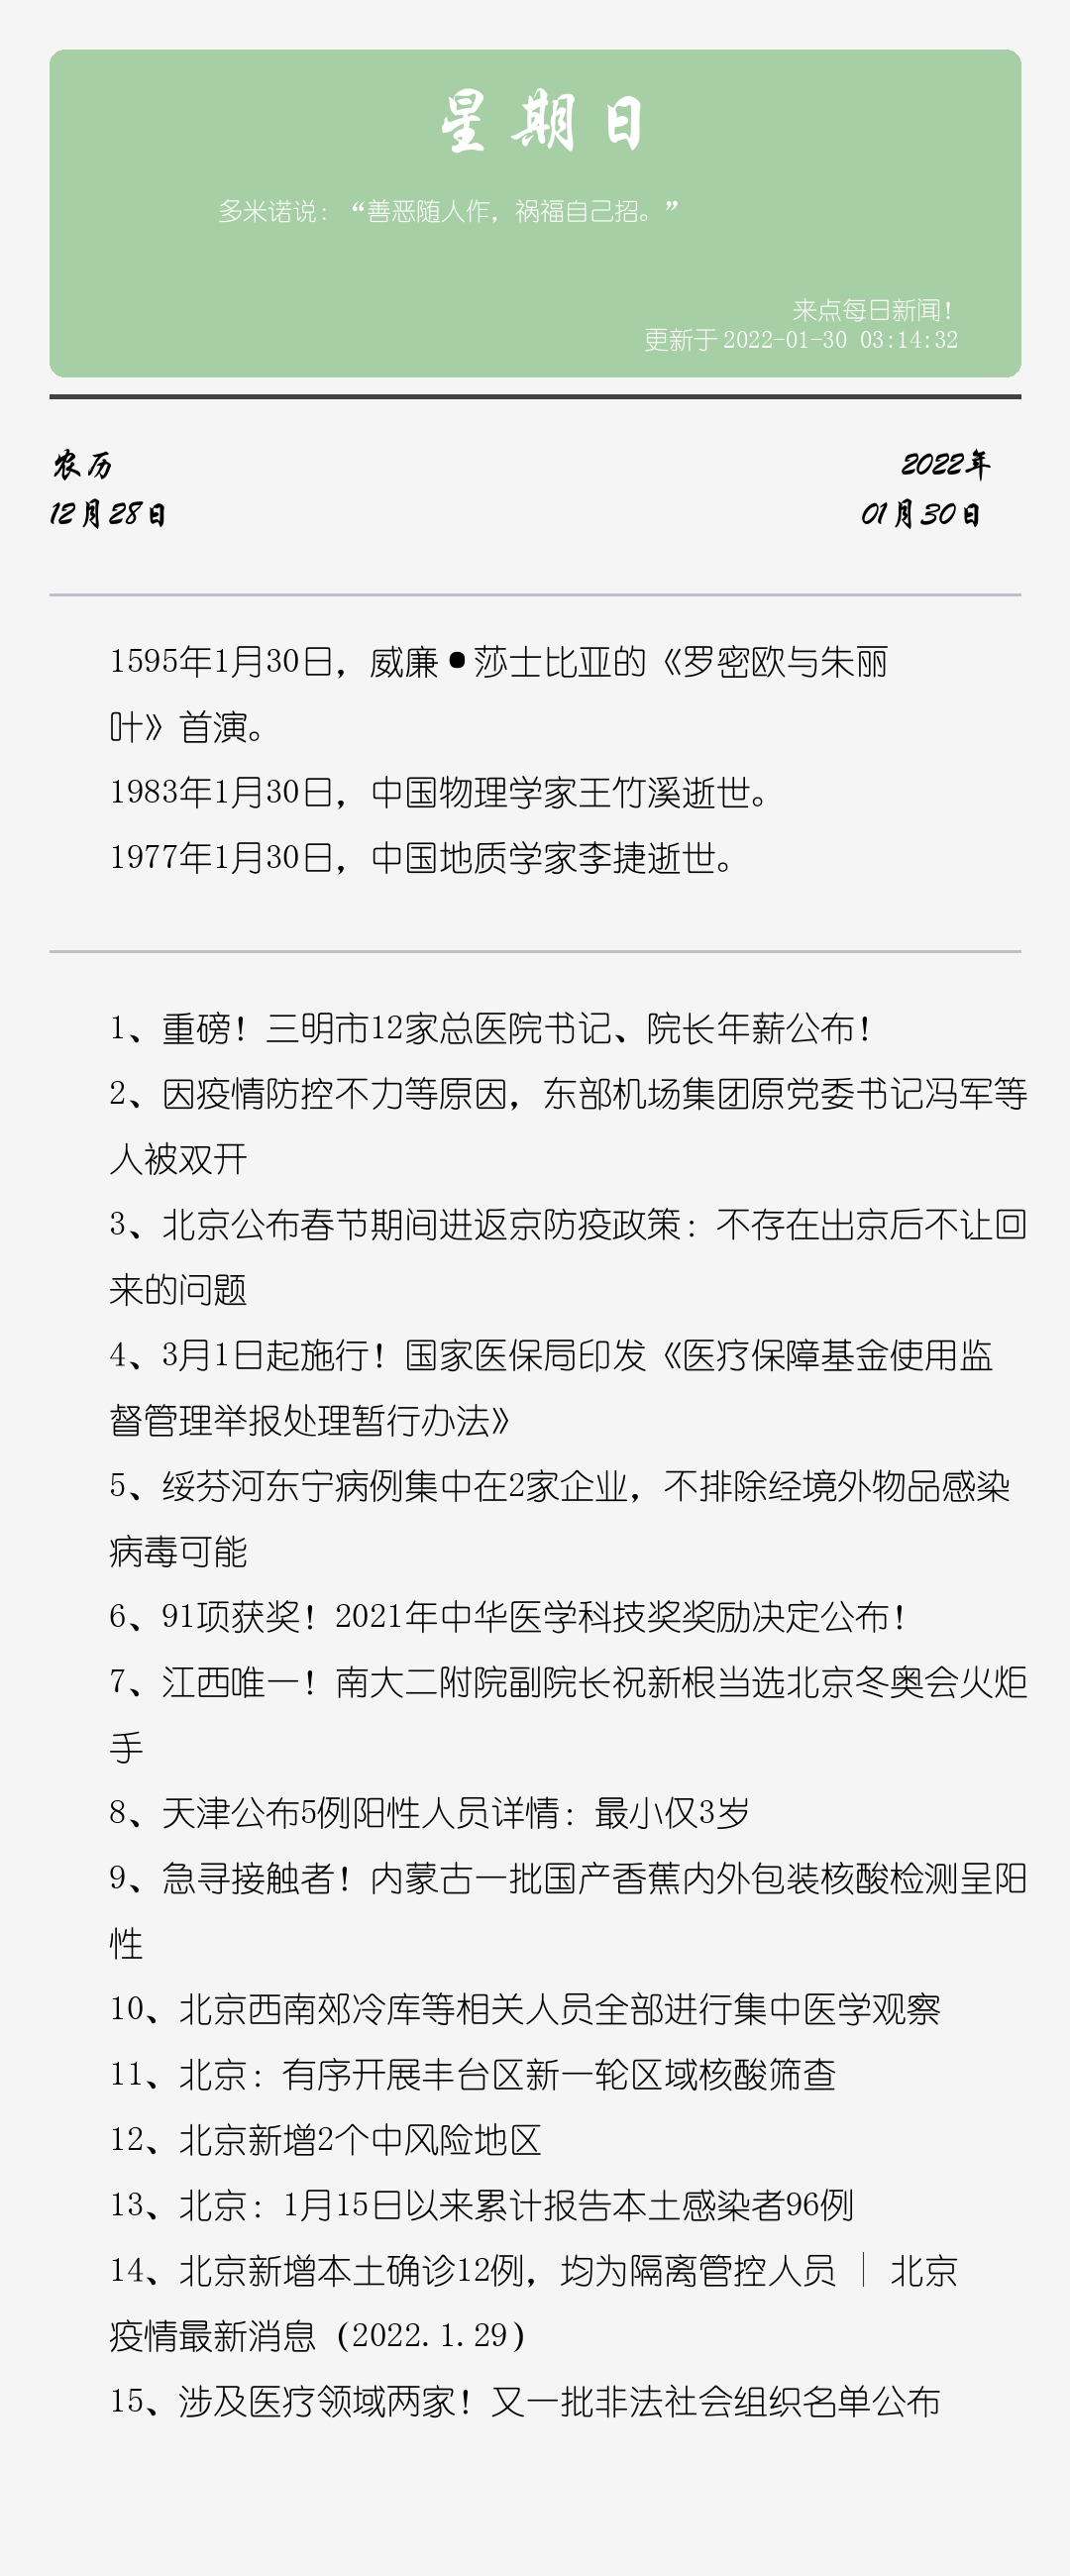 星期日
多米诺说：“善恶随人作，祸福自己招。”
来点每日新闻！
更新于 2022-01-30 03:14:32
农历
2022年
12月28日
01月30日
1595年1月30日，威廉•莎士比亚的《罗密欧与朱丽
叶》首演。
1983年1月30日，中国物理学家王竹溪逝世。
1977年1月30日，中国地质学家李捷逝世。
1、重磅！三明市12家总医院书记、院长年薪公布！
2、因疫情防控不力等原因，东部机场集团原党委书记冯军等
人被双开
3、北京公布春节期间进返京防疫政策：不存在出京后不让回
来的问题
4、3月1日起施行！国家医保局印发《医疗保障基金使用监
督管理举报处理暂行办法》
5、绥芬河东宁病例集中在2家企业，不排除经境外物品感染
病毒可能
6、91项获奖！2021年中华医学科技奖奖励决定公布！
7、江西唯一！南大二附院副院长祝新根当选北京冬奥会火炬
手
8、天津公布5例阳性人员详情：最小仅3岁
9、急寻接触者！内蒙古一批国产香蕉内外包装核酸检测呈阳
性
10、北京西南郊冷库等相关人员全部进行集中医学观察
11、北京：有序开展丰台区新一轮区域核酸筛查
12、北京新增2个中风险地区
13、北京：1月15日以来累计报告本土感染者96例
14、北京新增本土确诊12例，均为隔离管控人员 ｜ 北京
疫情最新消息（2022.1.29）
15、涉及医疗领域两家！又一批非法社会组织名单公布